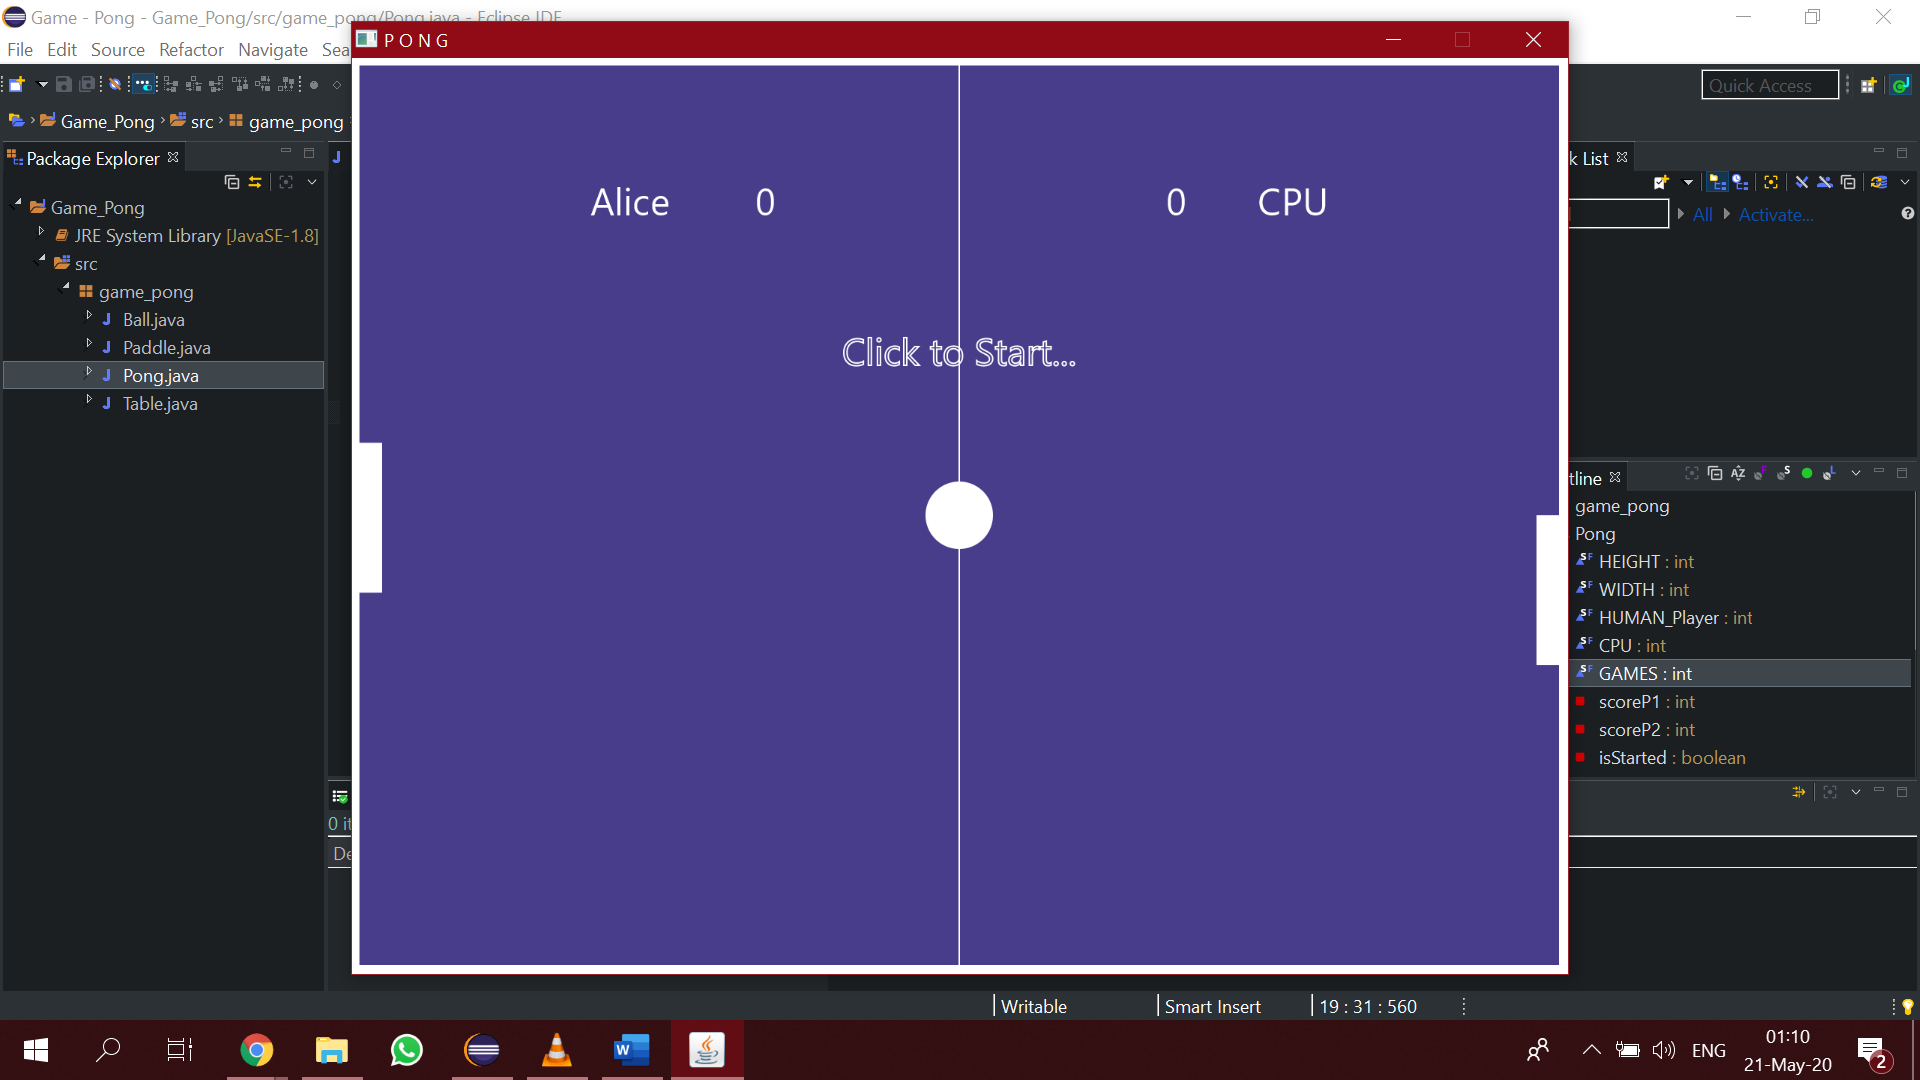 Game - Pong - Game_Pong/src/game_pong/Pong.java - Eclipse IDE
File Edit Source Refactor Navigate Sea
P O N G
Quick Access
Game_Pong src game_pong
Package Explorer
k List
Game_Pong
JRE System Library [JavaSE-1.8]
src
game_pong
Ball.java
Paddle.java
Pong.java
Table.java
Alice 0 0 CPU
Click to Start...
All Activate...
tline
game_pong
Pong
HEIGHT : int
WIDTH : int
HUMAN_Player : int
CPU : int
GAMES : int
scoreP1 : int
scoreP2 : int
isStarted : boolean
0 it
De
Writable Smart Insert 19 : 31 : 560
ENG
01:10
21-May-20
2